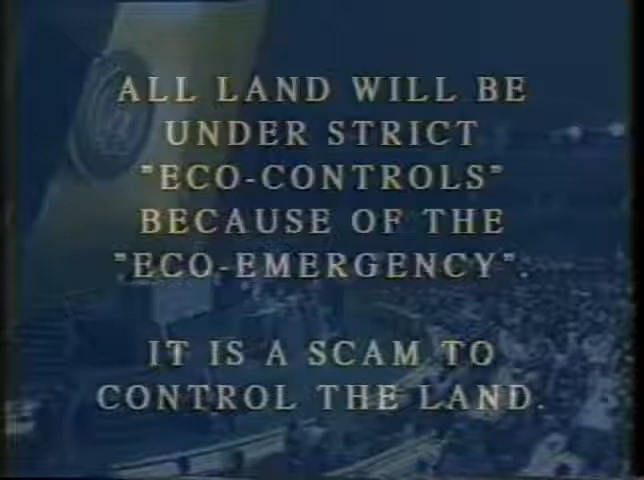 ALL LAND WILL BE
UNDER STRICT
"ECO-CONTROLS"
BECAUSE OF THE
"ECO-EMERGENCY".
IT IS A SCAM TO
CONTROL THE LAND.